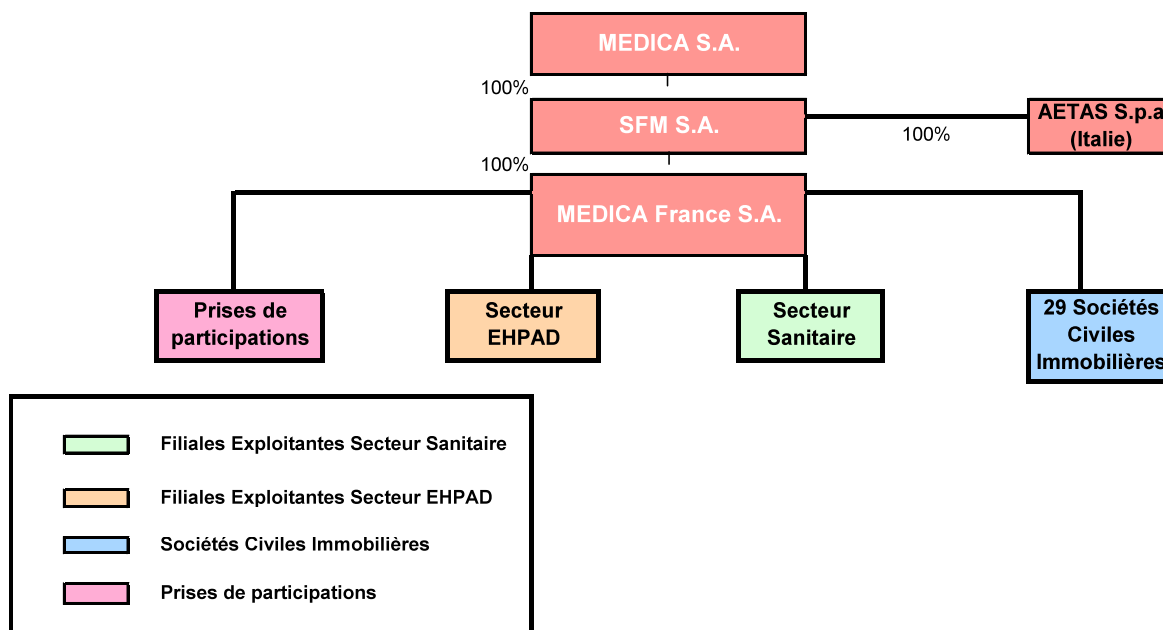 MEDICA S.A.
100%
SFM S.A.
AETAS S.p.a
(Italie)
100%
100%
MEDICA France S.A.
Prises de
participations
Secteur
EHPAD
Secteur
Sanitaire
29 Sociétés
Civiles
Immobilières
Filiales Exploitantes Secteur Sanitaire
Filiales Exploitantes Secteur EHPAD
Sociétés Civiles Immobilières
Prises de participations